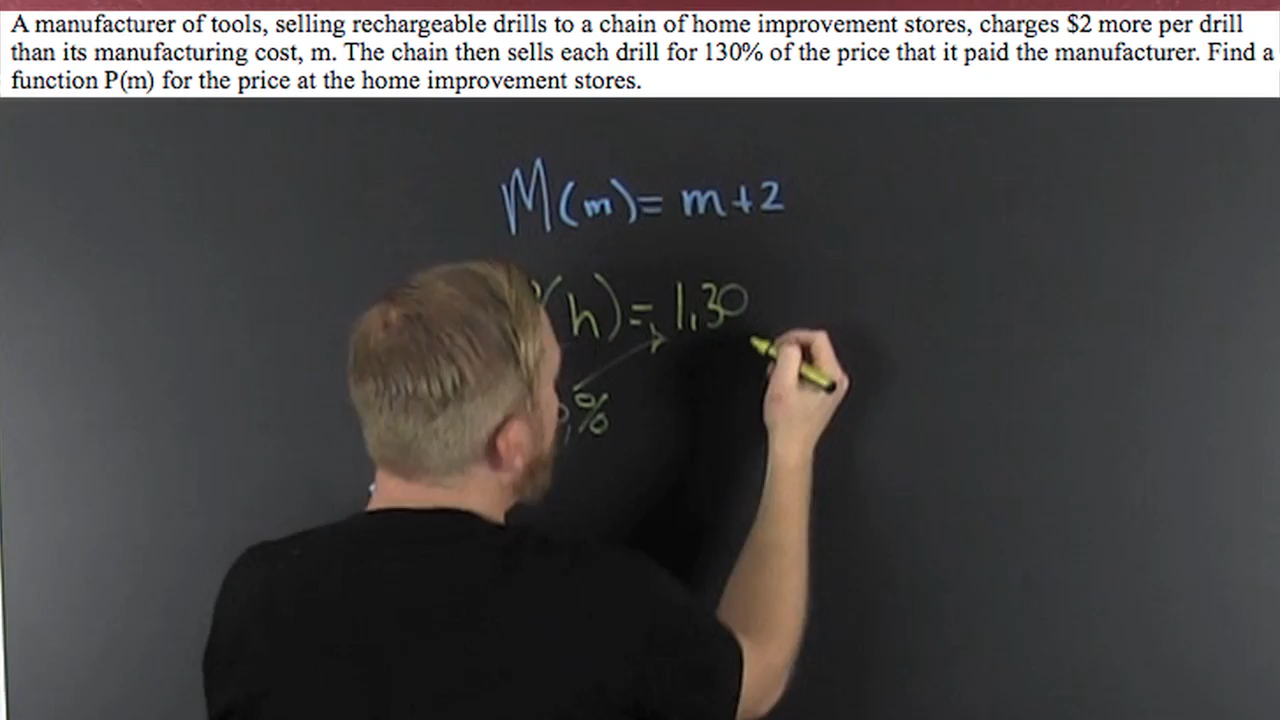 A manufacturer of tools, selling rechargeable drills to a chain of home improvement stores, charges $2 more per drill
than its manufacturing cost, m. The chain then sells each drill for 130% of the price that it paid the manufacturer. Find a
function P(m) for the price at the home improvement stores.
M(m) = m + 2
(h) = 1.30
%